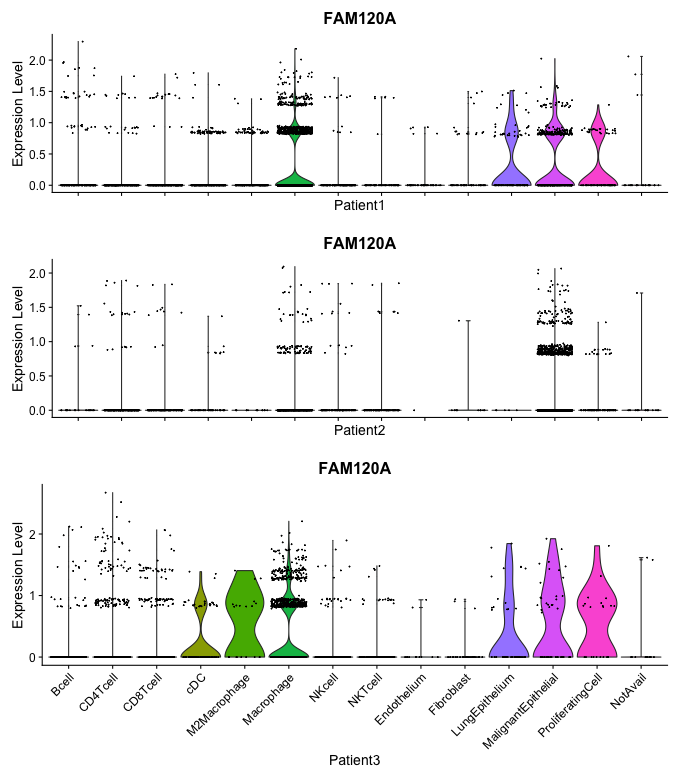 FAM120A
Expression Level
2.0
1.5
1.0
0.5
0.0
Patient1
FAM120A
Expression Level
2.0
1.5
1.0
0.5
0.0
Patient2
FAM120A
Expression Level
2
1
0
Bcell
CD4Tcell
CD8Tcell
cDC
M2Macrophage
Macrophage
NKcell
NKTcell
Endothelium
Fibroblast
LungEpithelium
MalignantEpithelial
ProliferatingCell
NotAvail
Patient3